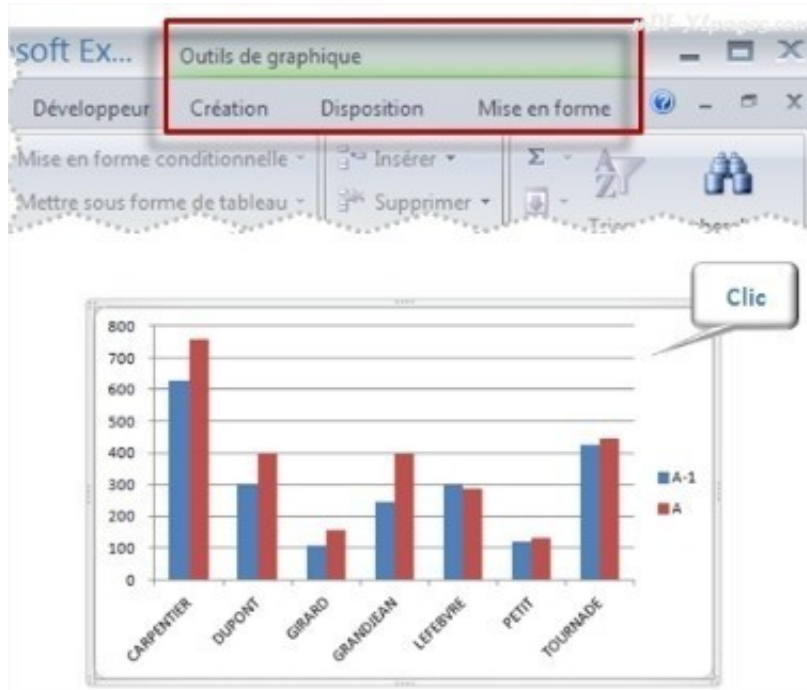 soft Ex...
Outils de graphique
Développeur
Création
Disposition
Mise en forme
Mise en forme conditionnelle
Insérer
Σ
A
Z
Mettre sous forme de tableau
Supprimer
Clic
800
700
600
500
400
300
200
100
0
A-1
A
CARPENTIER
DUPONT
GIRARD
GRANDJEAN
LEFEBVRE
PETIT
TOURNADE